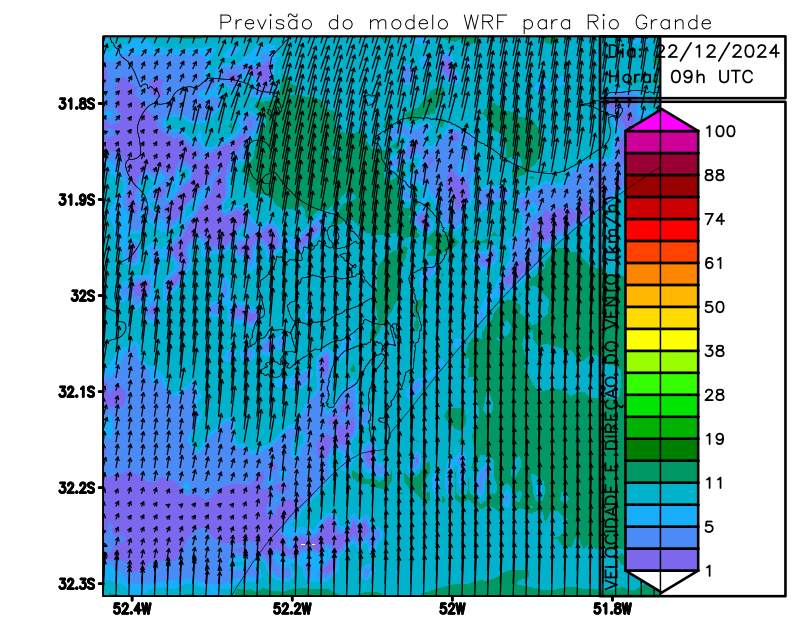 Previsão do modelo WRF para Rio Grande
Dia: 22/12/2024
Hora: 09h UTC
31.8S
31.9S
32S
32.1S
32.2S
32.3S
52.4W
52.2W
52W
51.8W
VELOCIDADE E DIREÇÃO DO VENTO (km/h)
100
88
74
61
50
38
28
19
11
5
1